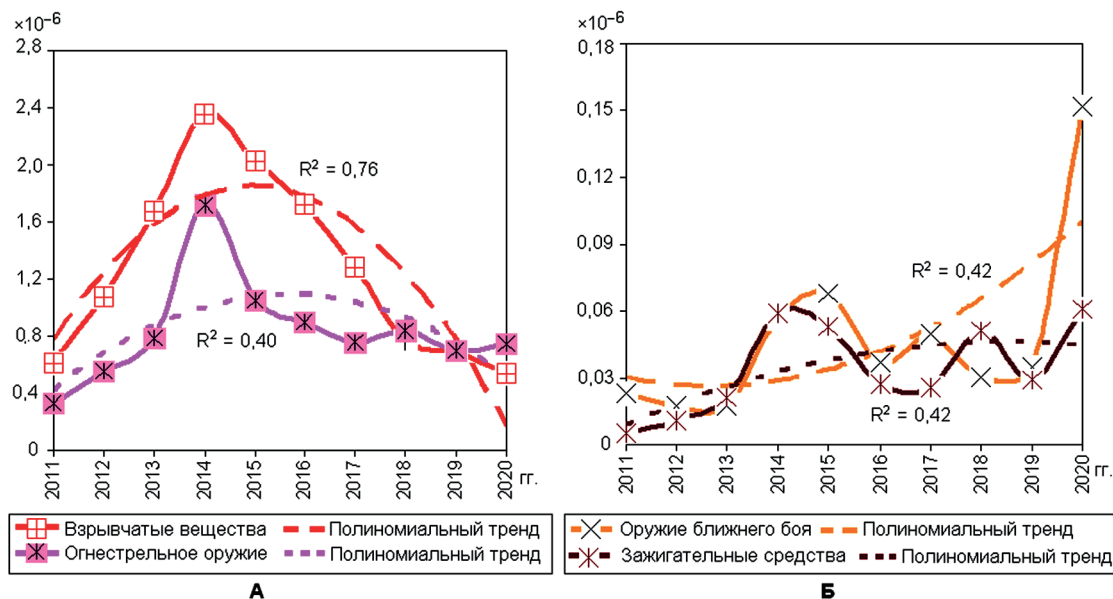 ×10⁻⁶
2,8
2,4
2,0
1,6
1,2
0,8
0,4
0
R² = 0,76
R² = 0,40
2011 2012 2013 2014 2015 2016 2017 2018 2019 2020 гг.
Взрывчатые вещества Полиномиальный тренд
Огнестрельное оружие Полиномиальный тренд
А
×10⁻⁶
0,18
0,15
0,12
0,09
0,06
0,03
0
R² = 0,42
R² = 0,42
2011 2012 2013 2014 2015 2016 2017 2018 2019 2020 гг.
Оружие ближнего боя Полиномиальный тренд
Зажигательные средства Полиномиальный тренд
Б